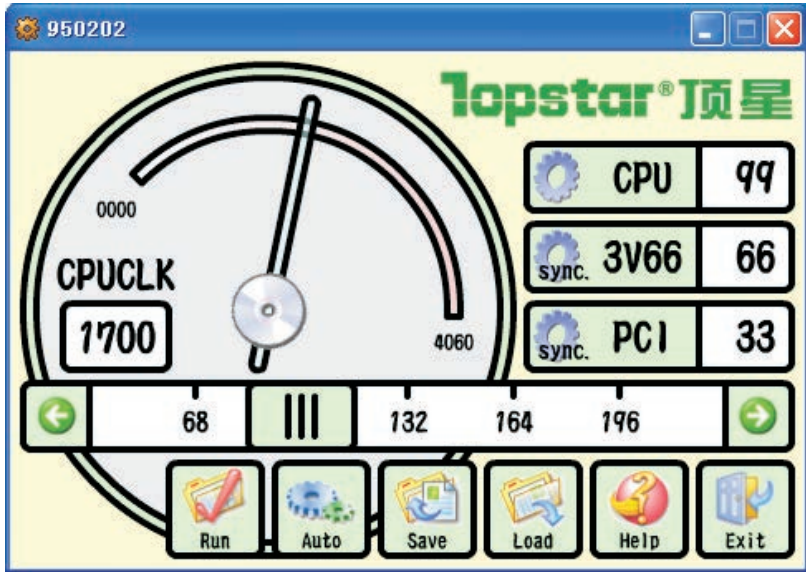 950202
Topstar®顶星
CPU 99
0000
sync. 3V66 66
CPUCLK
1700
4060
sync. PCI 33
68 132 164 196
Run Auto Save Load Help Exit